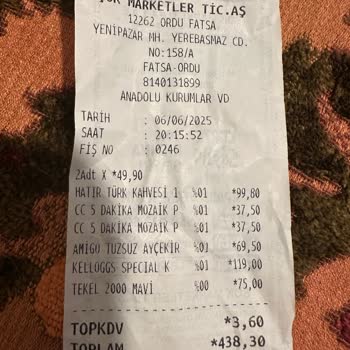 ŞOK MARKETLER TİC.AŞ
12262 ORDU FATSA
YENİPAZAR MH. YEREBASMAZ CD.
NO:158/A
FATSA-ORDU
8140131899
ANADOLU KURUMLAR VD
TARİH : 06/06/2025
SAAT : 20:15:52
FİŞ NO : 0246
2Adt X *49,90
HATIR TÜRK KAHVESİ 1 %01 *99,80
CC 5 DAKİKA MOZAİK P %01 *37,50
CC 5 DAKİKA MOZAİK P %01 *37,50
AMİGO TUZSUZ AYÇEKİR %01 *69,50
KELLOGGS SPECIAL K %01 *119,00
TEKEL 2000 MAVİ %00 *75,00
TOPKDV *3,60
TOPLAM *438,30